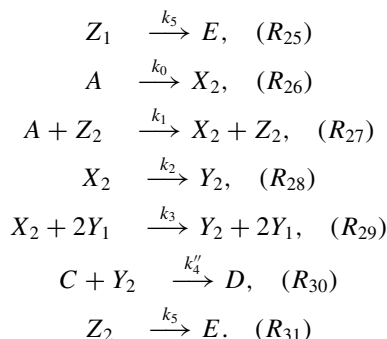 Z₁ —k₅→ E, (R₂₅)
A —k₀→ X₂, (R₂₆)
A + Z₂ —k₁→ X₂ + Z₂, (R₂₇)
X₂ —k₂→ Y₂, (R₂₈)
X₂ + 2Y₁ —k₃→ Y₂ + 2Y₁, (R₂₉)
C + Y₂ —k₄″→ D, (R₃₀)
Z₂ —k₅→ E. (R₃₁)